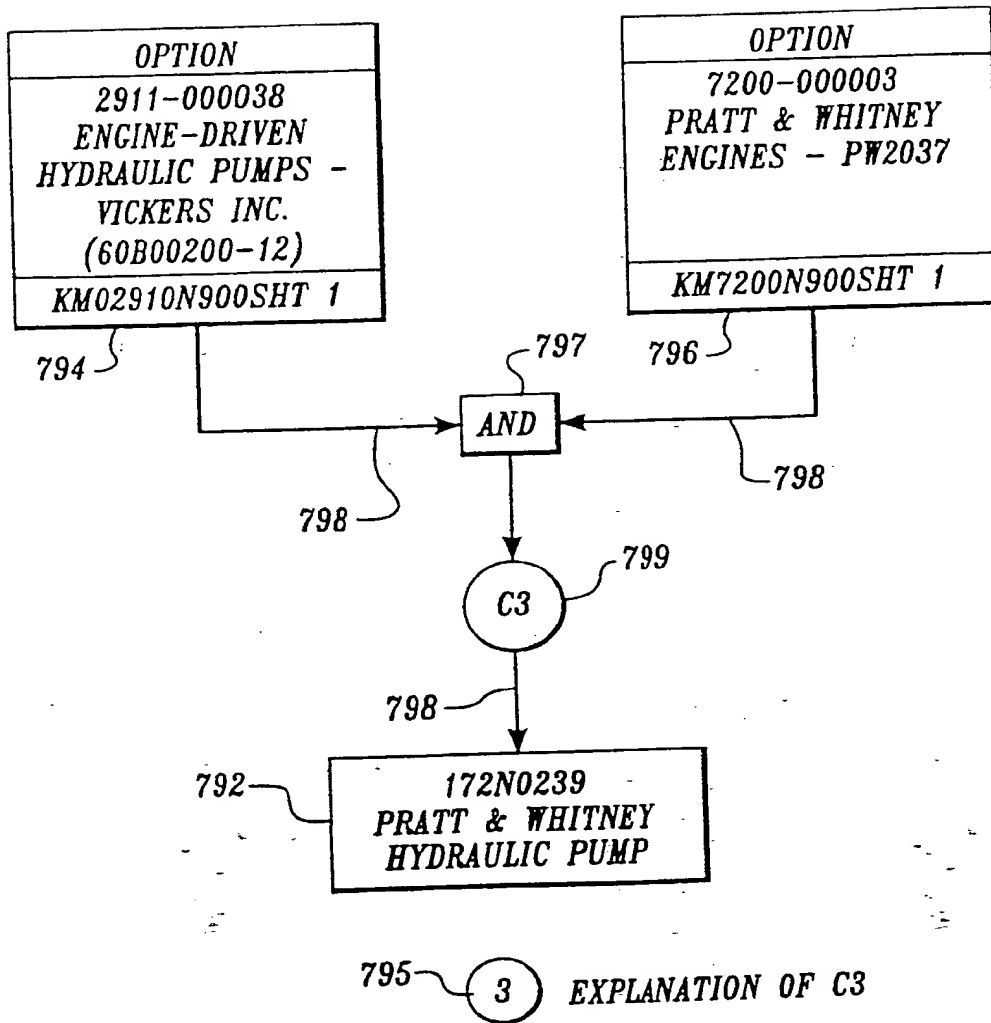 OPTION
2911-000038
ENGINE-DRIVEN
HYDRAULIC PUMPS -
VICKERS INC.
(60B00200-12)
KM02910N900SHT 1
794
OPTION
7200-000003
PRATT & WHITNEY
ENGINES - PW2037
KM7200N900SHT 1
796
797
AND
798
798
C3
799
798
792
172N0239
PRATT & WHITNEY
HYDRAULIC PUMP
795
3 EXPLANATION OF C3